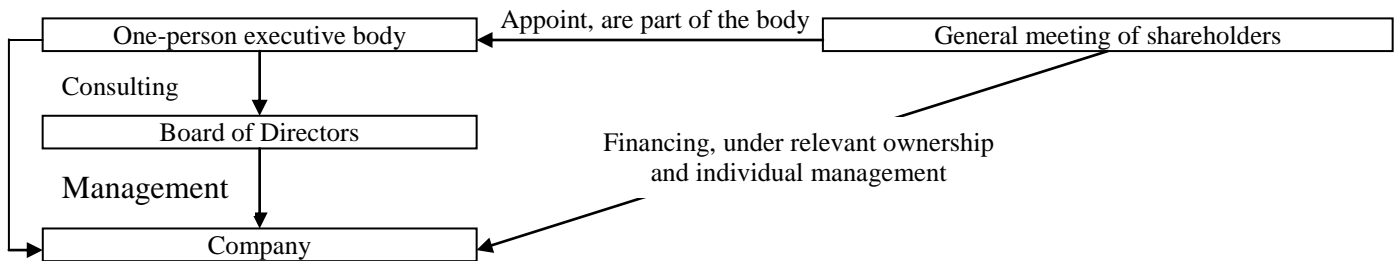 Appoint, are part of the body
One-person executive body
General meeting of shareholders
Consulting
Board of Directors
Financing, under relevant ownership
and individual management
Management
Company